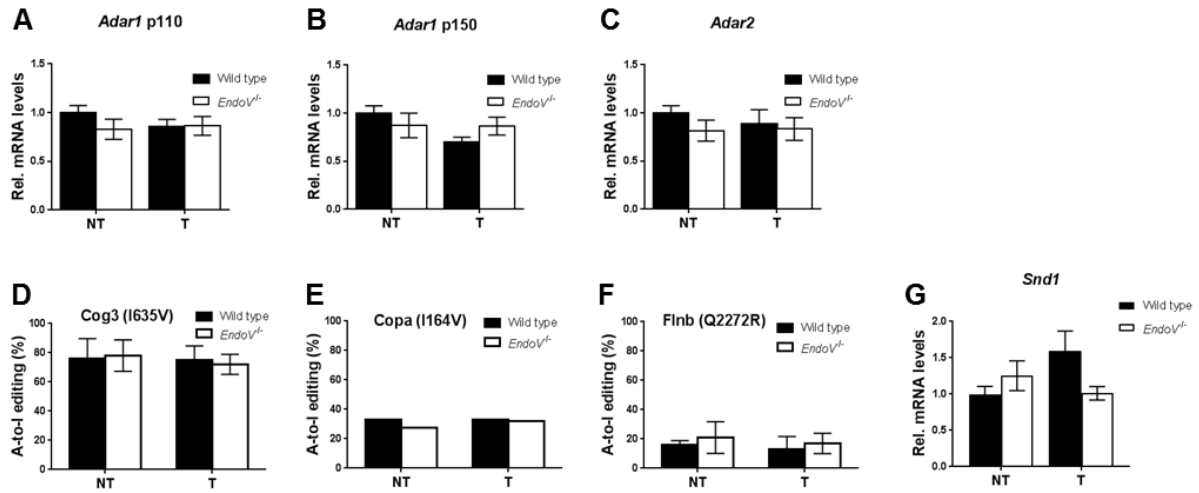 A
Adar1 p110
Rel. mRNA levels
1.5
1.0
0.5
0.0
Wild type
EndoV-/-
NT
T
B
Adar1 p150
Rel. mRNA levels
1.5
1.0
0.5
0.0
Wild type
EndoV-/-
NT
T
C
Adar2
Rel. mRNA levels
1.5
1.0
0.5
0.0
Wild type
EndoV-/-
NT
T
D
Cog3 (I635V)
A-to-I editing (%)
100
80
60
40
20
0
Wild type
EndoV-/-
NT
T
E
Copa (I164V)
A-to-I editing (%)
100
80
60
40
20
0
Wild type
EndoV-/-
NT
T
F
Flnb (Q2272R)
A-to-I editing (%)
100
80
60
40
20
0
Wild type
EndoV-/-
NT
T
G
Snd1
Rel. mRNA levels
2.0
1.5
1.0
0.5
0.0
Wild type
EndoV-/-
NT
T